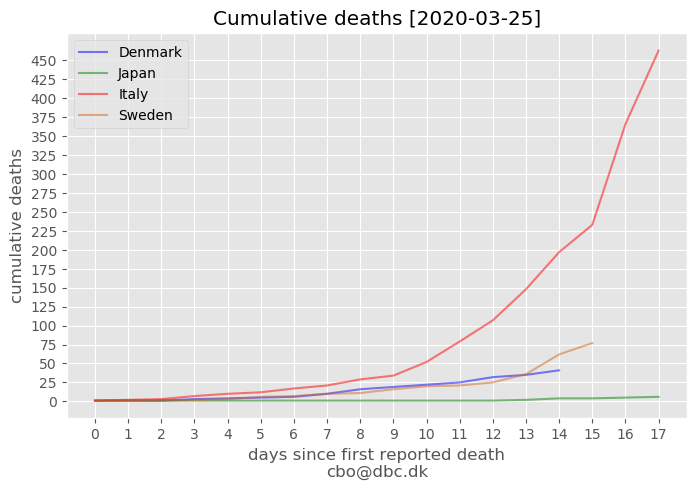 Cumulative deaths [2020-03-25]
Denmark
Japan
Italy
Sweden
cumulative deaths
450
425
400
375
350
325
300
275
250
225
200
175
150
125
100
75
50
25
0
0 1 2 3 4 5 6 7 8 9 10 11 12 13 14 15 16 17
days since first reported death
cbo@dbc.dk